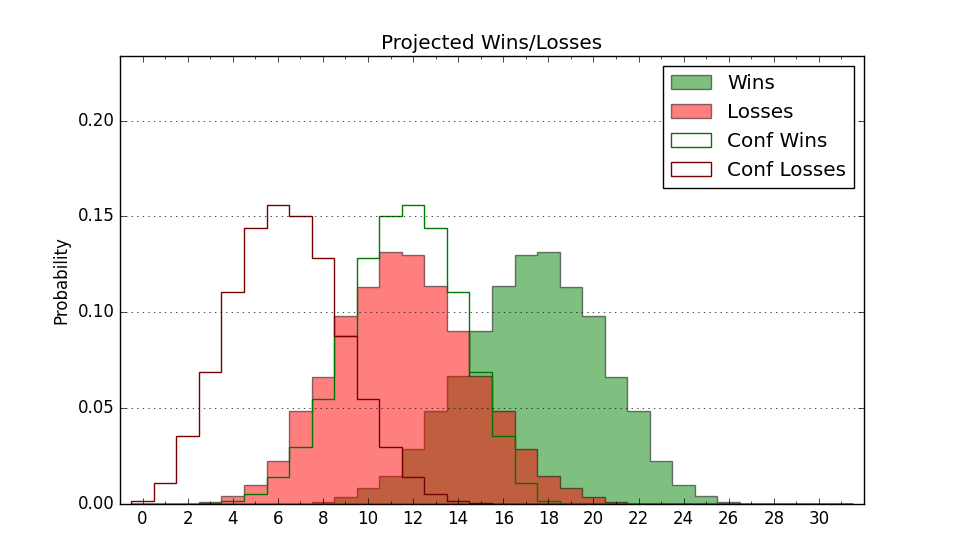 Projected Wins/Losses
Wins
Losses
Conf Wins
Conf Losses
Probability
0.20
0.15
0.10
0.05
0.00
0 2 4 6 8 10 12 14 16 18 20 22 24 26 28 30